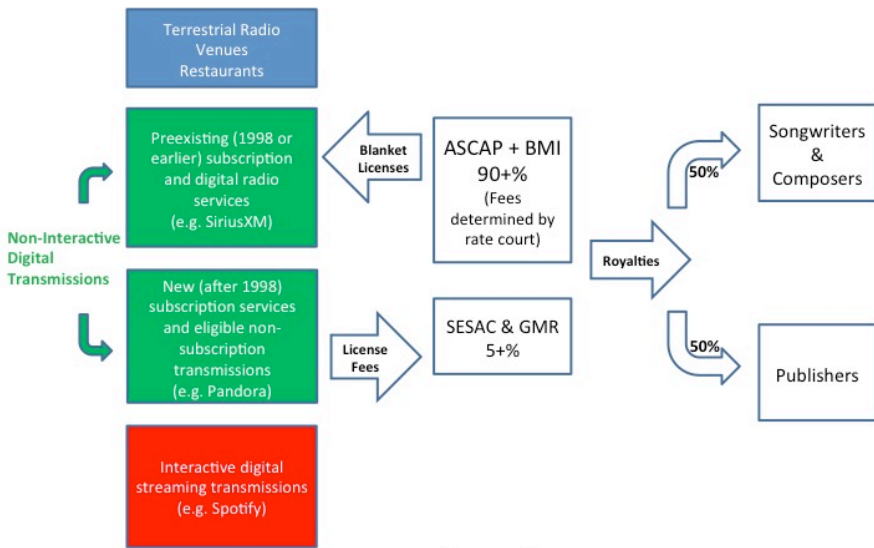 Terrestrial Radio
Venues
Restaurants
Preexisting (1998 or
earlier) subscription
and digital radio
services
(e.g. SiriusXM)
Non-Interactive
Digital
Transmissions
New (after 1998)
subscription services
and eligible non-
subscription
transmissions
(e.g. Pandora)
Interactive digital
streaming transmissions
(e.g. Spotify)
Blanket
Licenses
License
Fees
ASCAP + BMI
90+%
(Fees
determined by
rate court)
SESAC & GMR
5+%
Royalties
50%
Songwriters
&
Composers
50%
Publishers